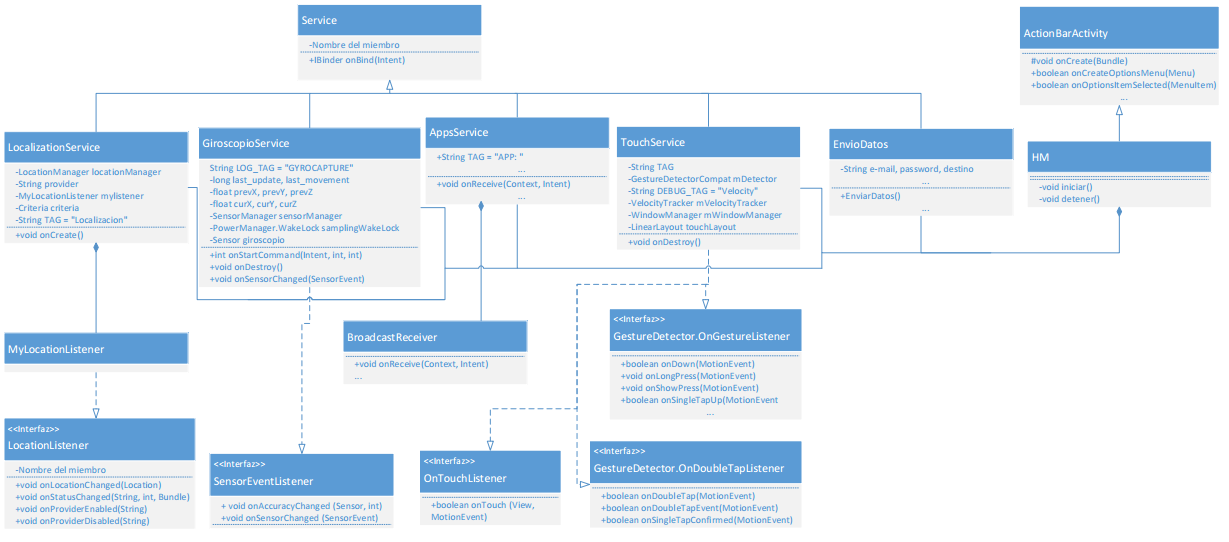 Service
-Nombre del miembro
+IBinder onBind(Intent)
ActionBarActivity
#void onCreate(Bundle)
+boolean onCreateOptionsMenu(Menu)
+boolean onOptionsItemSelected(MenuItem)
...
LocalizationService
-LocationManager locationManager
-String provider
-MyLocationListener mylistener
-Criteria criteria
-String TAG = "Localizacion"
+void onCreate()
GiroscopioService
String LOG_TAG = "GYROCAPTURE"
-long last_update, last_movement
-float prevX, prevY, prevZ
-float curX, curY, curZ
-SensorManager sensorManager
-PowerManager.WakeLock samplingWakeLock
-Sensor giroscopio
+int onStartCommand(Intent, int, int)
+void onDestroy()
+void onSensorChanged(SensorEvent)
AppsService
+String TAG = "APP: "
...
+void onReceive(Context, Intent)
...
TouchService
-String TAG
-GestureDetectorCompat mDetector
-String DEBUG_TAG = "Velocity"
-VelocityTracker mVelocityTracker
-WindowManager mWindowManager
-LinearLayout touchLayout
+void onDestroy()
EnvioDatos
-String e-mail, password, destino
...
+EnviarDatos()
...
HM
-void iniciar()
-void detener()
MyLocationListener
BroadcastReceiver
+void onReceive(Context, Intent)
...
<<Interfaz>>
GestureDetector.OnGestureListener
+boolean onDown(MotionEvent)
+void onLongPress(MotionEvent)
+void onShowPress(MotionEvent)
+boolean onSingleTapUp(MotionEvent
...
<<Interfaz>>
LocationListener
-Nombre del miembro
+void onLocationChanged(Location)
+void onStatusChanged(String, int, Bundle)
+void onProviderEnabled(String)
+void onProviderDisabled(String)
<<Interfaz>>
SensorEventListener
+ void onAccuracyChanged (Sensor, int)
+void onSensorChanged (SensorEvent)
<<Interfaz>>
OnTouchListener
+boolean onTouch (View,
MotionEvent)
<<Interfaz>>
GestureDetector.OnDoubleTapListener
+boolean onDoubleTap(MotionEvent)
+boolean onDoubleTapEvent(MotionEvent)
+boolean onSingleTapConfirmed(MotionEvent)